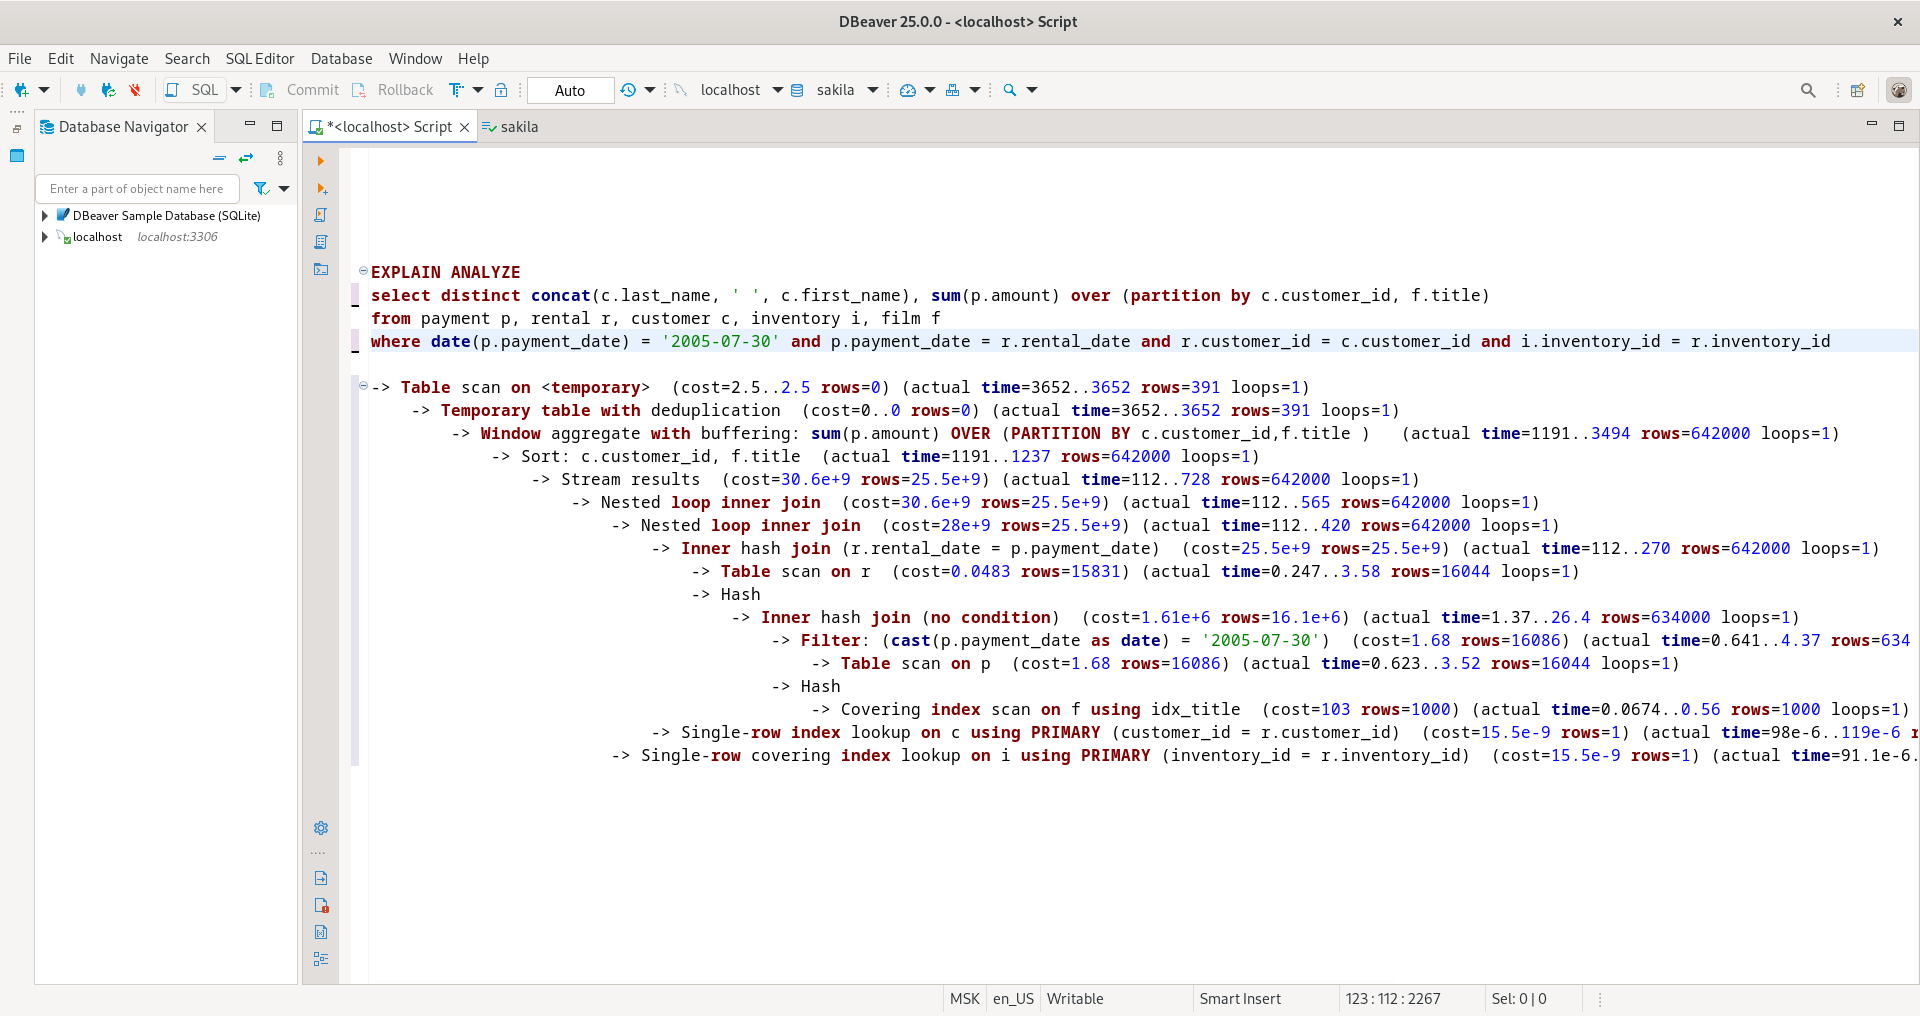 DBeaver 25.0.0 - <localhost> Script
File Edit Navigate Search SQL Editor Database Window Help
SQL Commit Rollback Auto localhost sakila
Database Navigator
*<localhost> Script sakila
Enter a part of object name here
DBeaver Sample Database (SQLite)
localhost localhost:3306
EXPLAIN ANALYZE
select distinct concat(c.last_name, ' ', c.first_name), sum(p.amount) over (partition by c.customer_id, f.title)
from payment p, rental r, customer c, inventory i, film f
where date(p.payment_date) = '2005-07-30' and p.payment_date = r.rental_date and r.customer_id = c.customer_id and i.inventory_id = r.inventory_id
-> Table scan on <temporary>  (cost=2.5..2.5 rows=0) (actual time=3652..3652 rows=391 loops=1)
-> Temporary table with deduplication  (cost=0..0 rows=0) (actual time=3652..3652 rows=391 loops=1)
-> Window aggregate with buffering: sum(p.amount) OVER (PARTITION BY c.customer_id,f.title )   (actual time=1191..3494 rows=642000 loops=1)
-> Sort: c.customer_id, f.title  (actual time=1191..1237 rows=642000 loops=1)
-> Stream results  (cost=30.6e+9 rows=25.5e+9) (actual time=112..728 rows=642000 loops=1)
-> Nested loop inner join  (cost=30.6e+9 rows=25.5e+9) (actual time=112..565 rows=642000 loops=1)
-> Nested loop inner join  (cost=28e+9 rows=25.5e+9) (actual time=112..420 rows=642000 loops=1)
-> Inner hash join (r.rental_date = p.payment_date)  (cost=25.5e+9 rows=25.5e+9) (actual time=112..270 rows=642000 loops=1)
-> Table scan on r  (cost=0.0483 rows=15831) (actual time=0.247..3.58 rows=16044 loops=1)
-> Hash
-> Inner hash join (no condition)  (cost=1.61e+6 rows=16.1e+6) (actual time=1.37..26.4 rows=634000 loops=1)
-> Filter: (cast(p.payment_date as date) = '2005-07-30')  (cost=1.68 rows=16086) (actual time=0.641..4.37 rows=634
-> Table scan on p  (cost=1.68 rows=16086) (actual time=0.623..3.52 rows=16044 loops=1)
-> Hash
-> Covering index scan on f using idx_title  (cost=103 rows=1000) (actual time=0.0674..0.56 rows=1000 loops=1)
-> Single-row index lookup on c using PRIMARY (customer_id = r.customer_id)  (cost=15.5e-9 rows=1) (actual time=98e-6..119e-6 r
-> Single-row covering index lookup on i using PRIMARY (inventory_id = r.inventory_id)  (cost=15.5e-9 rows=1) (actual time=91.1e-6.
MSK en_US Writable Smart Insert 123 : 112 : 2267 Sel: 0 | 0